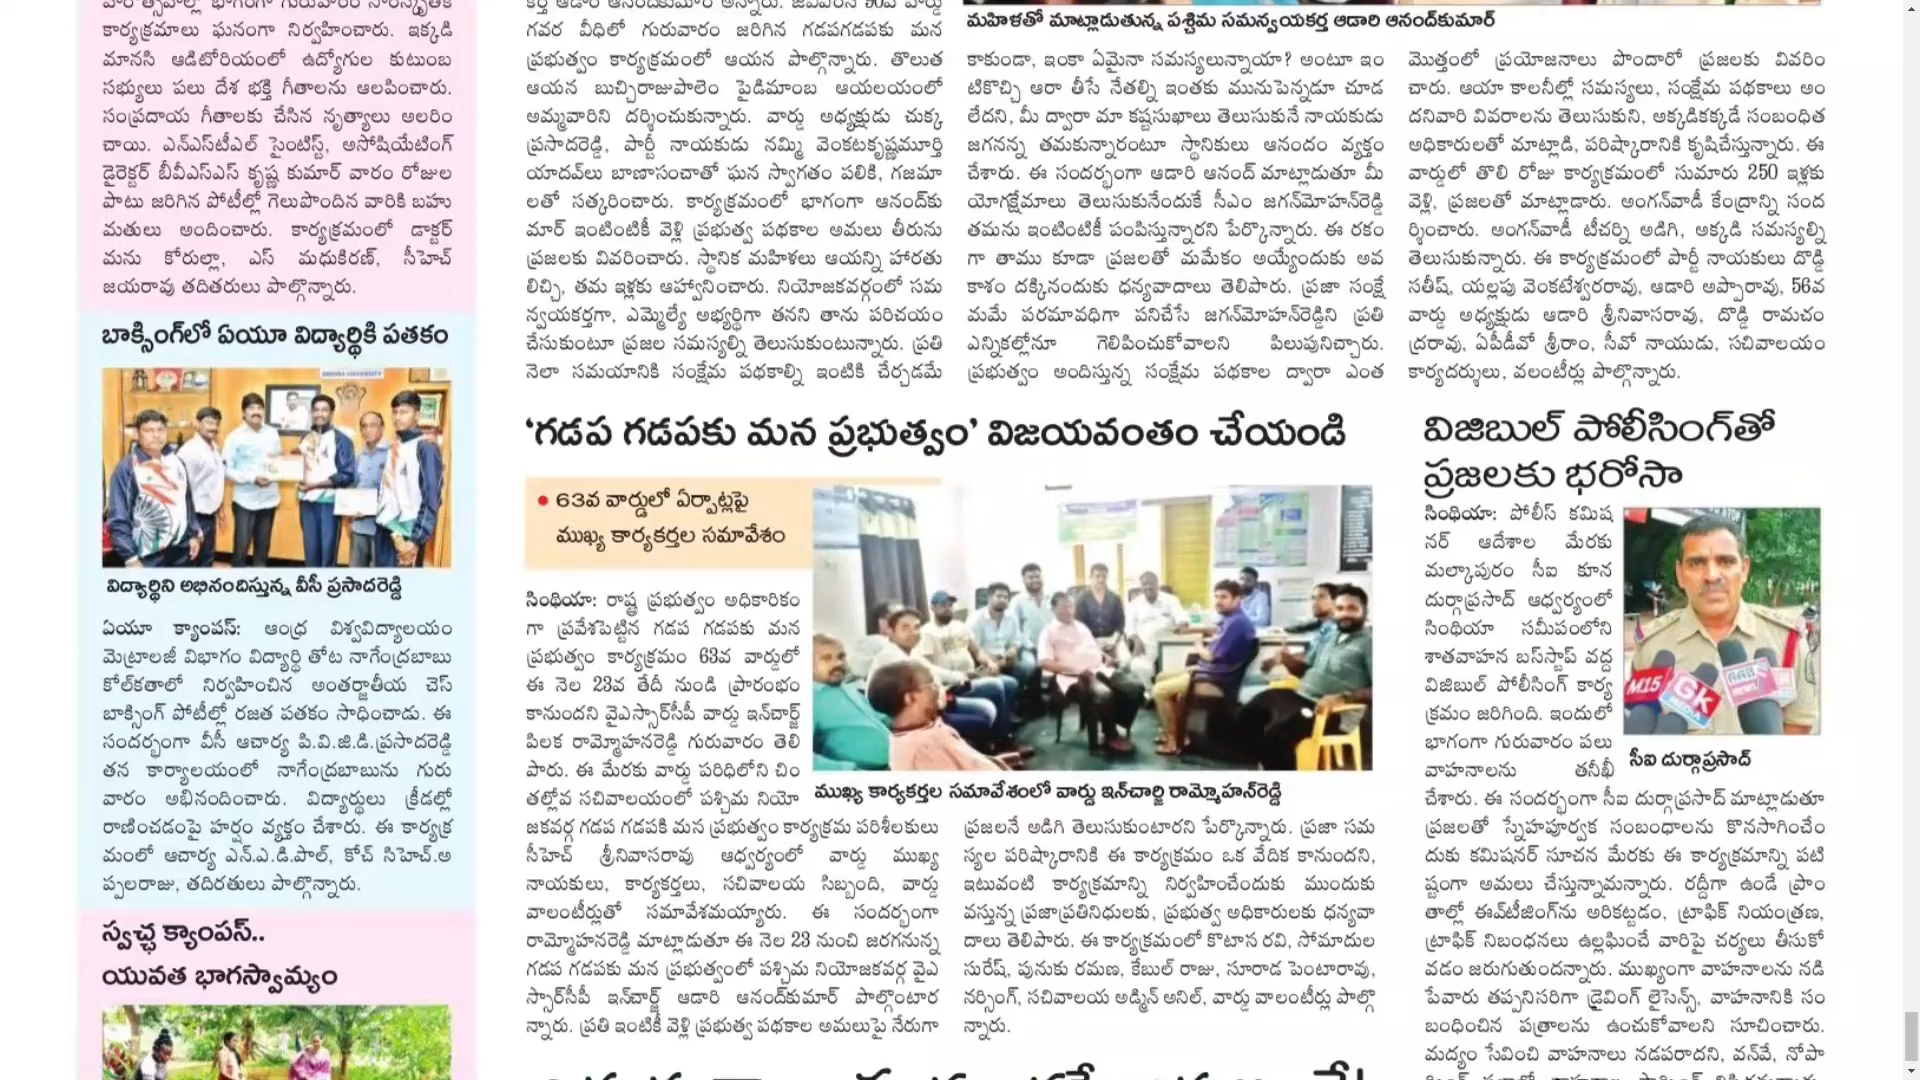 కార్యక్రమాలు ఘనంగా నిర్వహించారు. ఇక్కడి
మానసి ఆడిటోరియంలో ఉద్యోగుల కుటుంబ
సభ్యులు పలు దేశ భక్తి గీతాలను ఆలపించారు.
సంప్రదాయ గీతాలకు చేసిన నృత్యాలు అలరిం
చాయి. ఎన్ఎస్‌టీఎల్ సైంటిస్ట్, అసోషియేటింగ్
డైరెక్టర్ బీవీఎస్ఎస్ కృష్ణ కుమార్ వారం రోజుల
పాటు జరిగిన పోటీల్లో గెలుపొందిన వారికి బహు
మతులు అందించారు. కార్యక్రమంలో డాక్టర్
మను కోరుల్లా, ఎస్ మధుకిరణ్, సీహెచ్
జయరావు తదితరులు పాల్గొన్నారు.
బాక్సింగ్‌లో ఏయూ విద్యార్థికి పతకం
విద్యార్థిని అభినందిస్తున్న వీసీ ప్రసాదరెడ్డి
ఏయూ క్యాంపస్: ఆంధ్ర విశ్వవిద్యాలయం
మెట్రాలజీ విభాగం విద్యార్థి తోట నాగేంద్రబాబు
కోల్‌కతాలో నిర్వహించిన అంతర్జాతీయ చెస్
బాక్సింగ్ పోటీల్లో రజత పతకం సాధించాడు. ఈ
సందర్భంగా వీసీ ఆచార్య పి.వి.జి.డి.ప్రసాదరెడ్డి
తన కార్యాలయంలో నాగేంద్రబాబును గురు
వారం అభినందించారు. విద్యార్థులు క్రీడల్లో
రాణించడంపై హర్షం వ్యక్తం చేశారు. ఈ కార్యక్ర
మంలో ఆచార్య ఎన్.ఎ.డి.పాల్, కోచ్ సిహెచ్.అ
ప్పలరాజు, తదిరతులు పాల్గొన్నారు.
స్వచ్ఛ క్యాంపస్..
యువత భాగస్వామ్యం
గవర వీధిలో గురువారం జరిగిన గడపగడపకు మన
ప్రభుత్వం కార్యక్రమంలో ఆయన పాల్గొన్నారు. తొలుత
ఆయన బుచ్చిరాజుపాలెం పైడిమాంబ ఆయలయంలో
అమ్మవారిని దర్శించుకున్నారు. వార్డు అధ్యక్షుడు చుక్క
ప్రసాదరెడ్డి, పార్టీ నాయకుడు నమ్మి వెంకటకృష్ణమూర్తి
యాదవ్‌లు బాణాసంచాతో ఘన స్వాగతం పలికి, గజమా
లతో సత్కరించారు. కార్యక్రమంలో భాగంగా ఆనంద్‌కు
మార్ ఇంటింటికీ వెళ్లి ప్రభుత్వ పథకాల అమలు తీరును
ప్రజలకు వివరించారు. స్థానిక మహిళలు ఆయన్ని హారతు
లిచ్చి, తమ ఇళ్లకు ఆహ్వానించారు. నియోజకవర్గంలో సమ
న్వయకర్తగా, ఎమ్మెల్యే అభ్యర్థిగా తనని తాను పరిచయం
చేసుకుంటూ ప్రజల సమస్యల్ని తెలుసుకుంటున్నారు. ప్రతి
నెలా సమయానికి సంక్షేమ పథకాల్ని ఇంటికి చేర్చడమే
మహిళతో మాట్లాడుతున్న పశ్చిమ సమన్వయకర్త ఆడారి ఆనంద్‌కుమార్
కాకుండా, ఇంకా ఏమైనా సమస్యలున్నాయా? అంటూ ఇం
టికొచ్చి ఆరా తీసే నేతల్ని ఇంతకు మునుపెన్నడూ చూడ
లేదని, మీ ద్వారా మా కష్టసుఖాలు తెలుసుకునే నాయకుడు
జగనన్న తమకున్నారంటూ స్థానికులు ఆనందం వ్యక్తం
చేశారు. ఈ సందర్భంగా ఆడారి ఆనంద్ మాట్లాడుతూ మీ
యోగక్షేమాలు తెలుసుకునేందుకే సీఎం జగన్‌మోహన్‌రెడ్డి
తమను ఇంటింటికీ పంపిస్తున్నారని పేర్కొన్నారు. ఈ రకం
గా తాము కూడా ప్రజలతో మమేకం అయ్యేందుకు అవ
కాశం దక్కినందుకు ధన్యవాదాలు తెలిపారు. ప్రజా సంక్షే
మమే పరమావధిగా పనిచేసే జగన్‌మోహన్‌రెడ్డిని ప్రతి
ఎన్నికల్లోనూ గెలిపించుకోవాలని పిలుపునిచ్చారు.
ప్రభుత్వం అందిస్తున్న సంక్షేమ పథకాల ద్వారా ఎంత
మొత్తంలో ప్రయోజనాలు పొందారో ప్రజలకు వివరిం
చారు. ఆయా కాలనీల్లో సమస్యలు, సంక్షేమ పథకాలు అం
దనివారి వివరాలను తెలుసుకుని, అక్కడికక్కడే సంబంధిత
అధికారులతో మాట్లాడి, పరిష్కారానికి కృషిచేస్తున్నారు. ఈ
వార్డులో తొలి రోజు కార్యక్రమంలో సుమారు 250 ఇళ్లకు
వెళ్లి, ప్రజలతో మాట్లాడారు. అంగన్‌వాడీ కేంద్రాన్ని సంద
ర్శించారు. అంగన్‌వాడీ టీచర్ని అడిగి, అక్కడి సమస్యల్ని
తెలుసుకున్నారు. ఈ కార్యక్రమంలో పార్టీ నాయకులు దొడ్డి
సతీష్, యల్లపు వెంకటేశ్వరరావు, ఆడారి అప్పారావు, 56వ
వార్డు అధ్యక్షుడు ఆడారి శ్రీనివాసరావు, దొడ్డి రామచం
ద్రరావు, ఏపీడీవో శ్రీరాం, సీవో నాయుడు, సచివాలయం
కార్యదర్శులు, వలంటీర్లు పాల్గొన్నారు.
‘గడప గడపకు మన ప్రభుత్వం’ విజయవంతం చేయండి
• 63వ వార్డులో ఏర్పాట్లపై
ముఖ్య కార్యకర్తల సమావేశం
సింథియా: రాష్ట్ర ప్రభుత్వం అధికారికం
గా ప్రవేశపెట్టిన గడప గడపకు మన
ప్రభుత్వం కార్యక్రమం 63వ వార్డులో
ఈ నెల 23వ తేదీ నుండి ప్రారంభం
కానుందని వైఎస్సార్‌సీపీ వార్డు ఇన్‌చార్జ్
పిలక రామ్మోహనరెడ్డి గురువారం తెలి
పారు. ఈ మేరకు వార్డు పరిధిలోని చిం
తల్లోవ సచివాలయంలో పశ్చిమ నియో
జకవర్గ గడప గడపకి మన ప్రభుత్వం కార్యక్రమ పరిశీలకులు
సీహెచ్ శ్రీనివాసరావు ఆధ్వర్యంలో వార్డు ముఖ్య
నాయకులు, కార్యకర్తలు, సచివాలయ సిబ్బంది, వార్డు
వాలంటీర్లుతో సమావేశమయ్యారు. ఈ సందర్భంగా
రామ్మోహనరెడ్డి మాట్లాడుతూ ఈ నెల 23 నుంచి జరగనున్న
గడప గడపకు మన ప్రభుత్వంలో పశ్చిమ నియోజకవర్గ వైఎ
స్సార్‌సీపీ ఇన్‌చార్జ్ ఆడారి ఆనంద్‌కుమార్ పాల్గొంటార
న్నారు. ప్రతి ఇంటికీ వెళ్లి ప్రభుత్వ పథకాల అమలుపై నేరుగా
ముఖ్య కార్యకర్తల సమావేశంలో వార్డు ఇన్‌చార్జి రామ్మోహన్‌రెడ్డి
ప్రజలనే అడిగి తెలుసుకుంటారని పేర్కొన్నారు. ప్రజా సమ
స్యల పరిష్కారానికి ఈ కార్యక్రమం ఒక వేదిక కానుందని,
ఇటువంటి కార్యక్రమాన్ని నిర్వహించేందుకు ముందుకు
వస్తున్న ప్రజాప్రతినిధులకు, ప్రభుత్వ అధికారులకు ధన్యవా
దాలు తెలిపారు. ఈ కార్యక్రమంలో కొటాన రవి, సోమాదుల
సురేష్, పునుకు రమణ, కేబుల్ రాజు, సూరాడ పెంటారావు,
నర్సింగ్, సచివాలయ అడ్మిన్ అనిల్, వార్డు వాలంటీర్లు పాల్గొ
న్నారు.
విజిబుల్ పోలీసింగ్‌తో
ప్రజలకు భరోసా
సింథియా: పోలీస్ కమిష
నర్ ఆదేశాల మేరకు
మల్కాపురం సీఐ కూన
దుర్గాప్రసాద్ ఆధ్వర్యంలో
సింథియా సమీపంలోని
శాతవాహన బస్‌స్టాప్ వద్ద
విజిబుల్ పోలీసింగ్ కార్య
క్రమం జరిగింది. ఇందులో
భాగంగా గురువారం పలు
వాహనాలను తనీఖీ
M15
GK
సీఐ దుర్గాప్రసాద్
చేశారు. ఈ సందర్భంగా సీఐ దుర్గాప్రసాద్ మాట్లాడుతూ
ప్రజలతో స్నేహపూర్వక సంబంధాలను కొనసాగించేం
దుకు కమిషనర్ సూచన మేరకు ఈ కార్యక్రమాన్ని పటి
ష్టంగా అమలు చేస్తున్నామన్నారు. రద్దీగా ఉండే ప్రాం
తాల్లో ఈవ్‌టీజింగ్‌ను అరికట్టడం, ట్రాఫిక్ నియంత్రణ,
ట్రాఫిక్ నిబంధనలు ఉల్లఘించే వారిపై చర్యలు తీసుకో
వడం జరుగుతుందన్నారు. ముఖ్యంగా వాహనాలను నడి
పేవారు తప్పనిసరిగా డ్రైవింగ్ లైసెన్స్, వాహనానికి సం
బంధించిన పత్రాలను ఉంచుకోవాలని సూచించారు.
మద్యం సేవించి వాహనాలు నడపరాదని, వన్‌వే, నోపా